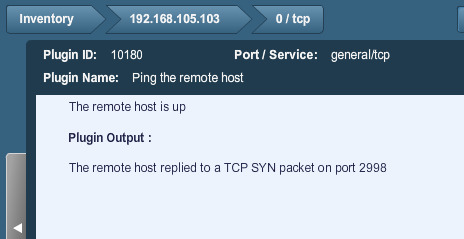 Inventory 192.168.105.103 0 / tcp
Plugin ID: 10180 Port / Service: general/tcp
Plugin Name: Ping the remote host
The remote host is up
Plugin Output :
The remote host replied to a TCP SYN packet on port 2998